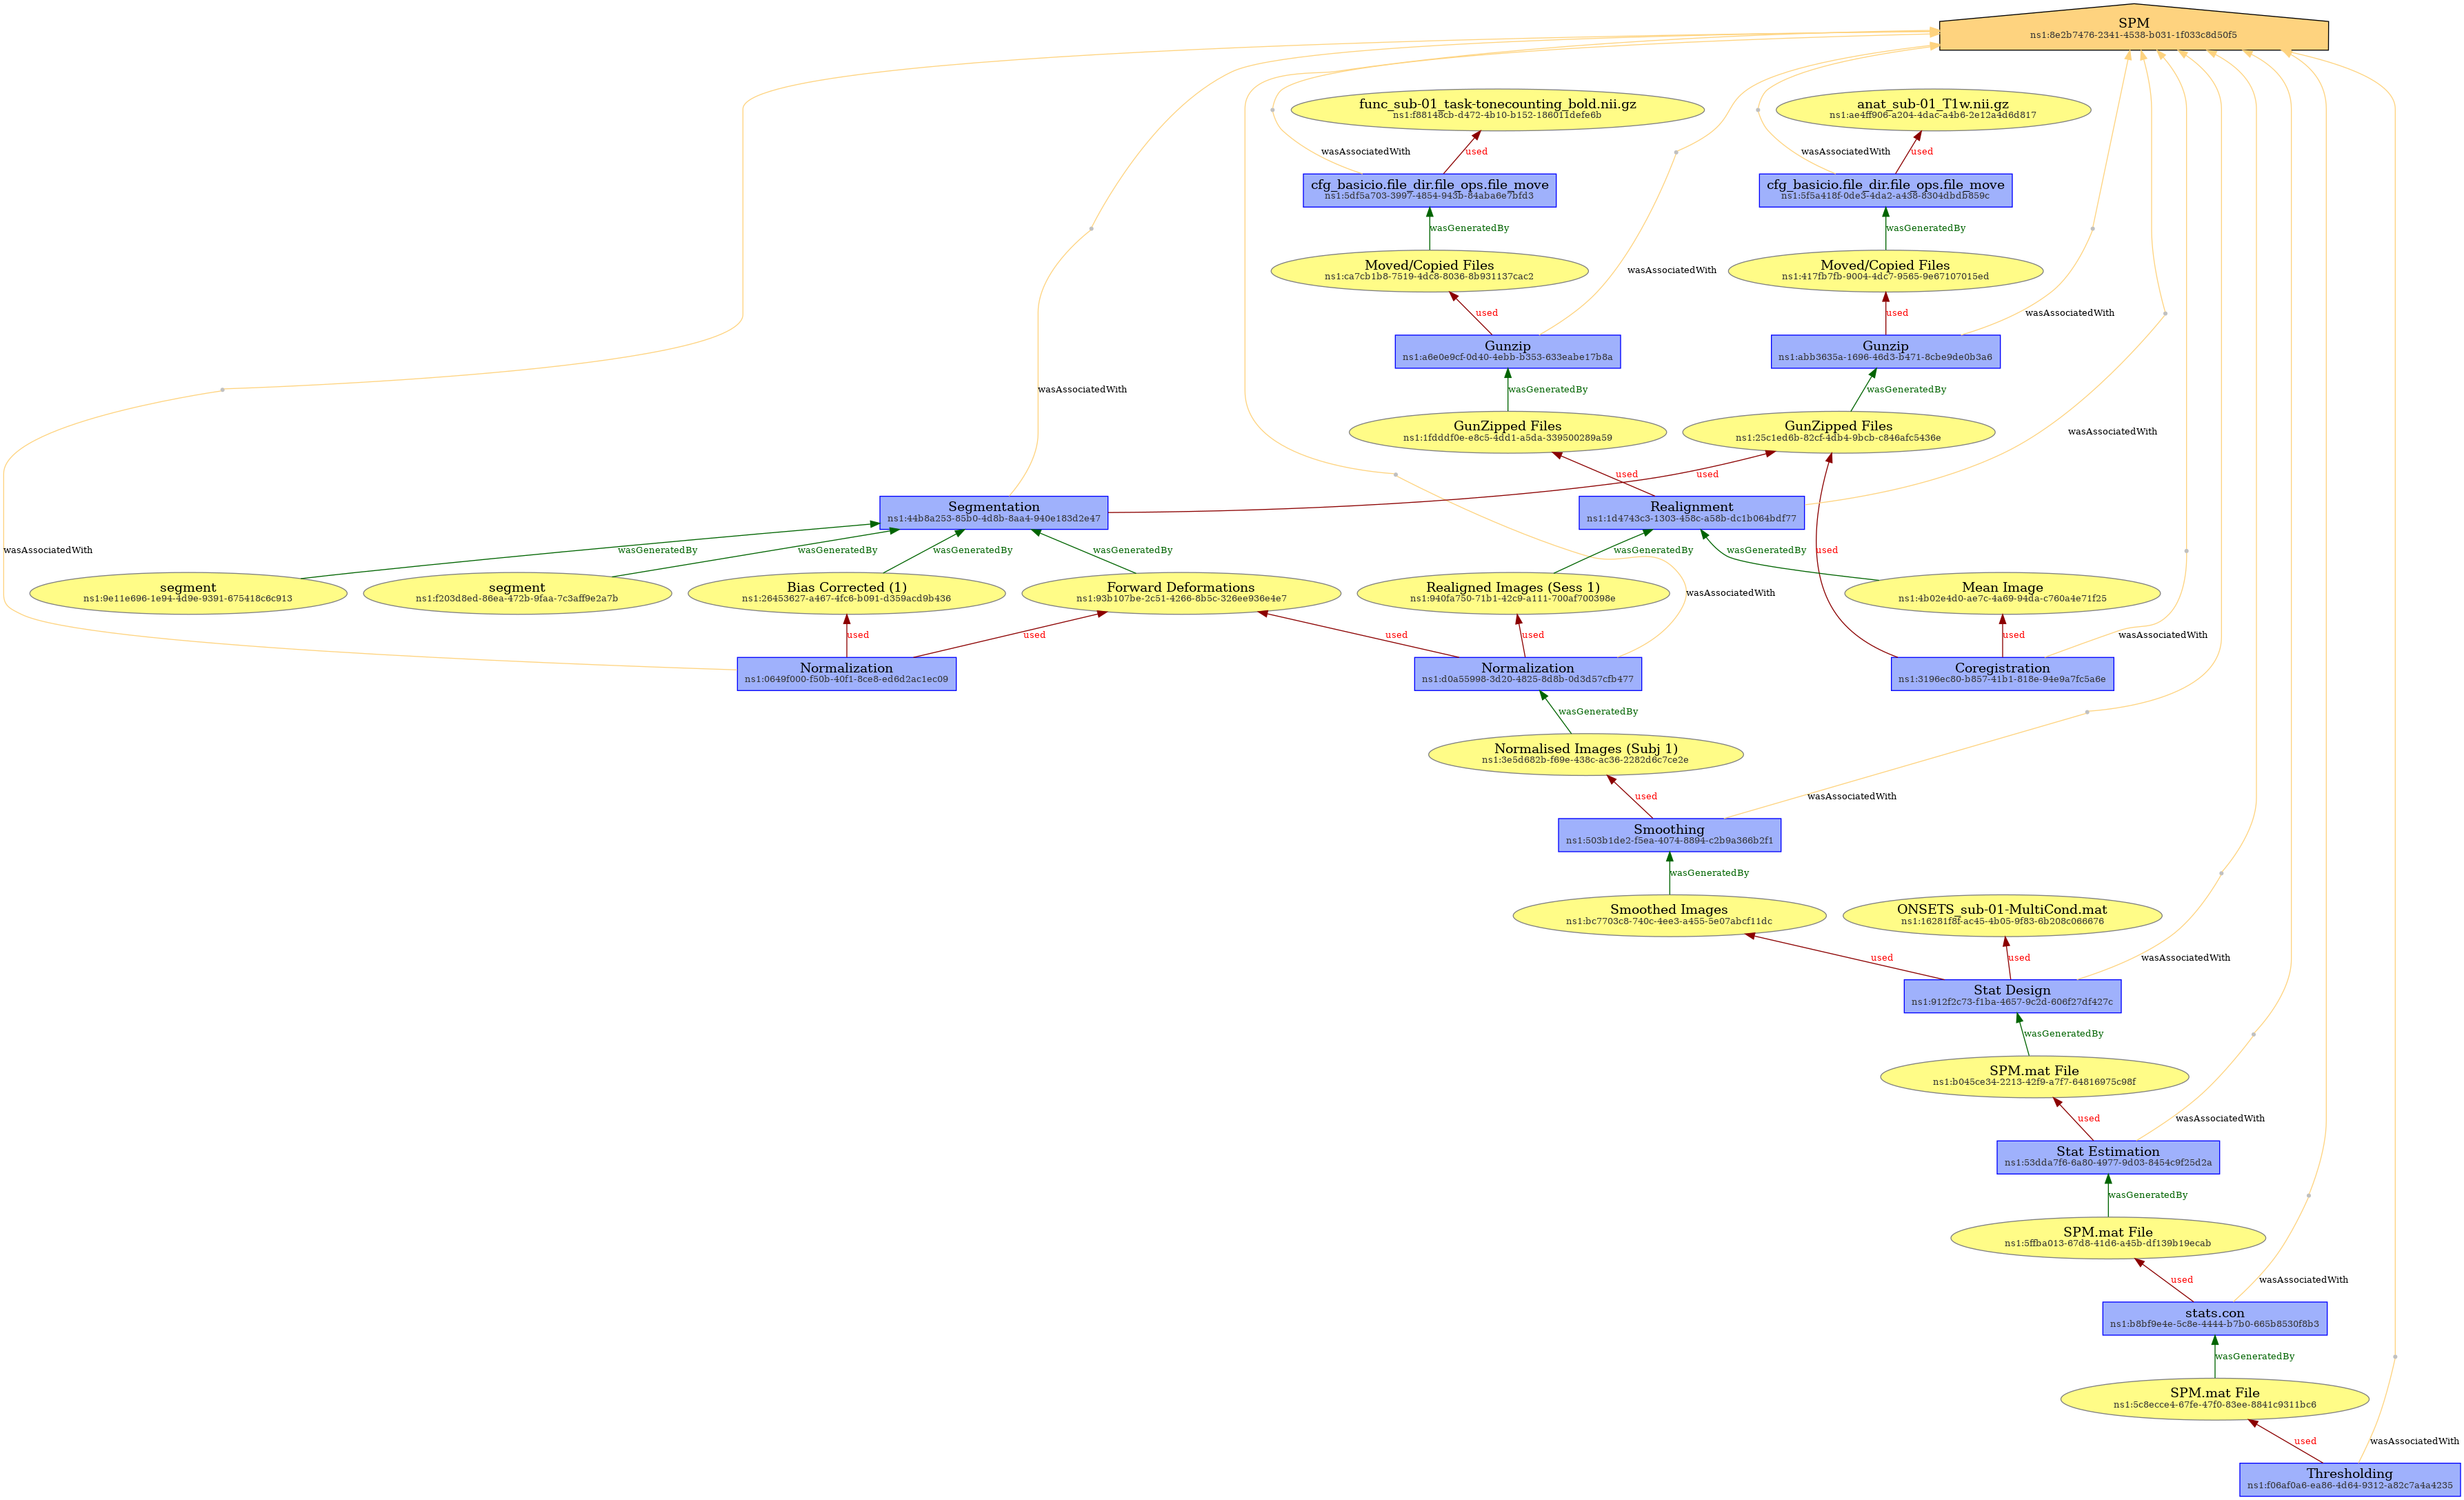 SPM
ns1:8e2b7476-2341-4538-b031-1f033c8d50f5
func_sub-01_task-tonecounting_bold.nii.gz
ns1:f88148cb-d472-4b10-b152-186011defe6b
anat_sub-01_T1w.nii.gz
ns1:ae4ff906-a204-4dac-a4b6-2e12a4d6d817
wasAssociatedWith
used
wasAssociatedWith
used
cfg_basicio.file_dir.file_ops.file_move
ns1:5df5a703-3997-4854-943b-84aba6e7bfd3
cfg_basicio.file_dir.file_ops.file_move
ns1:5f5a418f-0de3-4da2-a438-8304dbdb859c
wasGeneratedBy
wasGeneratedBy
Moved/Copied Files
ns1:ca7cb1b8-7519-4dc8-8036-8b931137cac2
wasAssociatedWith
Moved/Copied Files
ns1:417fb7fb-9004-4dc7-9565-9e67107015ed
used
used
wasAssociatedWith
Gunzip
ns1:a6e0e9cf-0d40-4ebb-b353-633eabe17b8a
Gunzip
ns1:abb3635a-1696-46d3-b471-8cbe9de0b3a6
wasAssociatedWith
wasGeneratedBy
wasGeneratedBy
GunZipped Files
ns1:1fdddf0e-e8c5-4dd1-a5da-339500289a59
GunZipped Files
ns1:25c1ed6b-82cf-4db4-9bcb-c846afc5436e
wasAssociatedWith
used
used
Segmentation
ns1:44b8a253-85b0-4d8b-8aa4-940e183d2e47
Realignment
ns1:1d4743c3-1303-458c-a58b-dc1b064bdf77
wasAssociatedWith
wasGeneratedBy
wasGeneratedBy
wasGeneratedBy
wasGeneratedBy
wasGeneratedBy
wasGeneratedBy
used
segment
ns1:9e11e696-1e94-4d9e-9391-675418c6c913
segment
ns1:f203d8ed-86ea-472b-9faa-7c3aff9e2a7b
Bias Corrected (1)
ns1:26453627-a467-4fc6-b091-d359acd9b436
Forward Deformations
ns1:93b107be-2c51-4266-8b5c-326ee936e4e7
Realigned Images (Sess 1)
ns1:940fa750-71b1-42c9-a111-700af700398e
wasAssociatedWith
Mean Image
ns1:4b02e4d0-ae7c-4a69-94da-c760a4e71f25
used
used
used
used
used
wasAssociatedWith
Normalization
ns1:0649f000-f50b-40f1-8ce8-ed6d2ac1ec09
Normalization
ns1:d0a55998-3d20-4825-8d8b-0d3d57cfb477
Coregistration
ns1:3196ec80-b857-41b1-818e-94e9a7fc5a6e
wasGeneratedBy
Normalised Images (Subj 1)
ns1:3e5d682b-f69e-438c-ac36-2282d6c7ce2e
used
wasAssociatedWith
Smoothing
ns1:503b1de2-f5ea-4074-8894-c2b9a366b2f1
wasGeneratedBy
Smoothed Images
ns1:bc7703c8-740c-4ee3-a455-5e07abcf11dc
ONSETS_sub-01-MultiCond.mat
ns1:16281f8f-ac45-4b05-9f83-6b208c066676
used
used
wasAssociatedWith
Stat Design
ns1:912f2c73-f1ba-4657-9c2d-606f27df427c
wasGeneratedBy
SPM.mat File
ns1:b045ce34-2213-42f9-a7f7-64816975c98f
used
wasAssociatedWith
Stat Estimation
ns1:53dda7f6-6a80-4977-9d03-8454c9f25d2a
wasGeneratedBy
SPM.mat File
ns1:5ffba013-67d8-41d6-a45b-df139b19ecab
used
wasAssociatedWith
stats.con
ns1:b8bf9e4e-5c8e-4444-b7b0-665b8530f8b3
wasGeneratedBy
SPM.mat File
ns1:5c8ecce4-67fe-47f0-83ee-8841c9311bc6
used
wasAssociatedWith
Thresholding
ns1:f06af0a6-ea86-4d64-9312-a82c7a4a4235